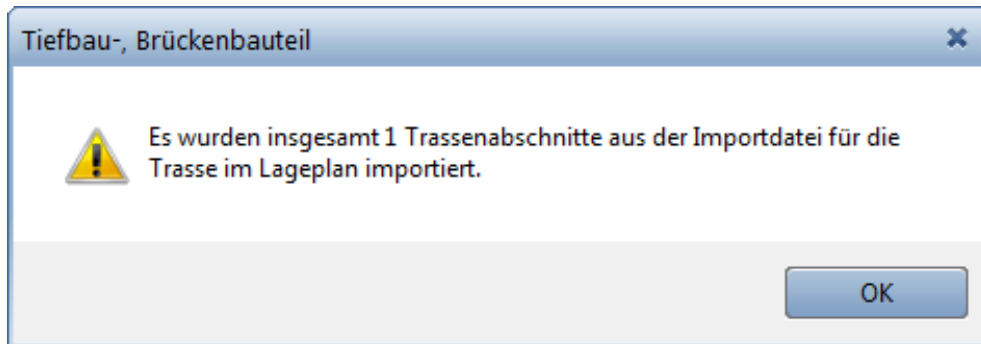 Tiefbau-, Brückenbauteil
Es wurden insgesamt 1 Trassenabschnitte aus der Importdatei für die
Trasse im Lageplan importiert.
OK